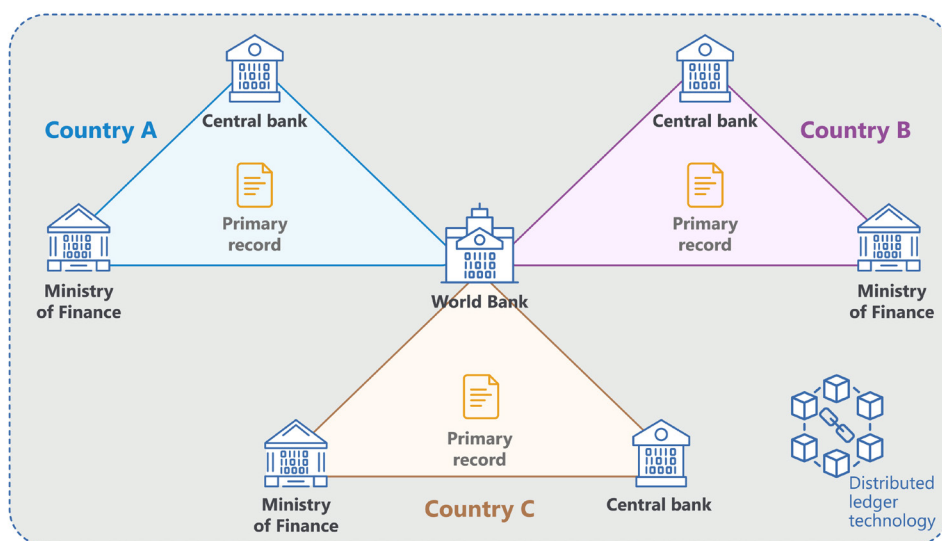 Central bank
Country A
Primary
record
Ministry
of Finance
Central bank
Country B
Primary
record
Ministry
of Finance
World Bank
Primary
record
Ministry
of Finance
Country C
Central bank
Distributed
ledger
technology